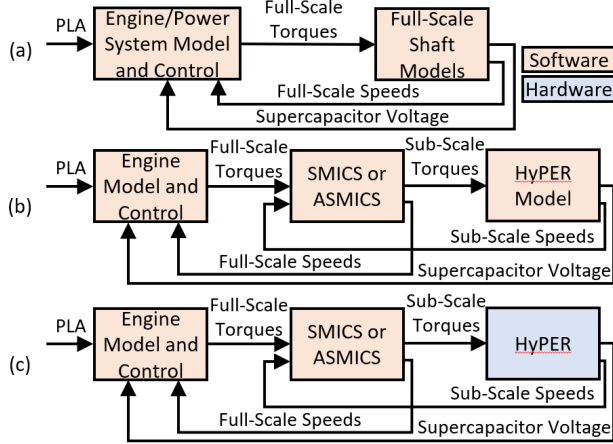 (a)
PLA
Engine/Power
System Model
and Control
Full-Scale
Torques
Full-Scale
Shaft
Models
Full-Scale Speeds
Supercapacitor Voltage
Software
Hardware
(b)
PLA
Engine
Model and
Control
Full-Scale
Torques
SMICS or
ASMICS
Sub-Scale
Torques
HyPER
Model
Sub-Scale Speeds
Full-Scale Speeds
Supercapacitor Voltage
(c)
PLA
Engine
Model and
Control
Full-Scale
Torques
SMICS or
ASMICS
Sub-Scale
Torques
HyPER
Sub-Scale Speeds
Full-Scale Speeds
Supercapacitor Voltage